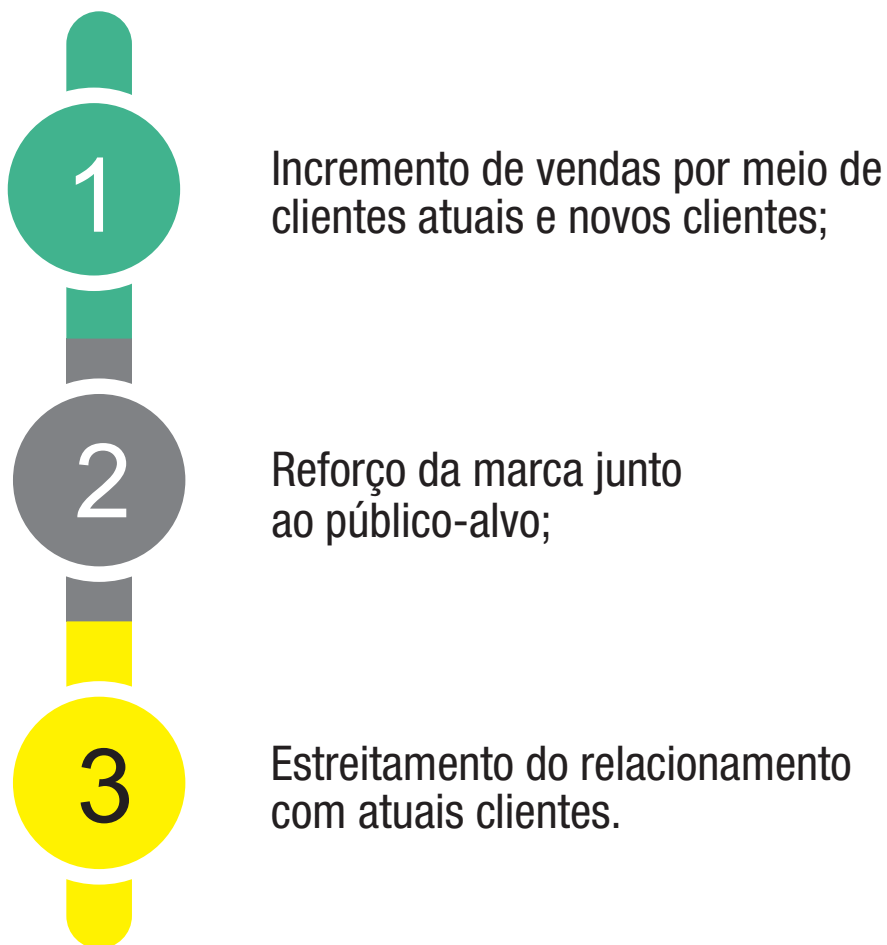 1
Incremento de vendas por meio de
clientes atuais e novos clientes;
2
Reforço da marca junto
ao público-alvo;
3
Estreitamento do relacionamento
com atuais clientes.